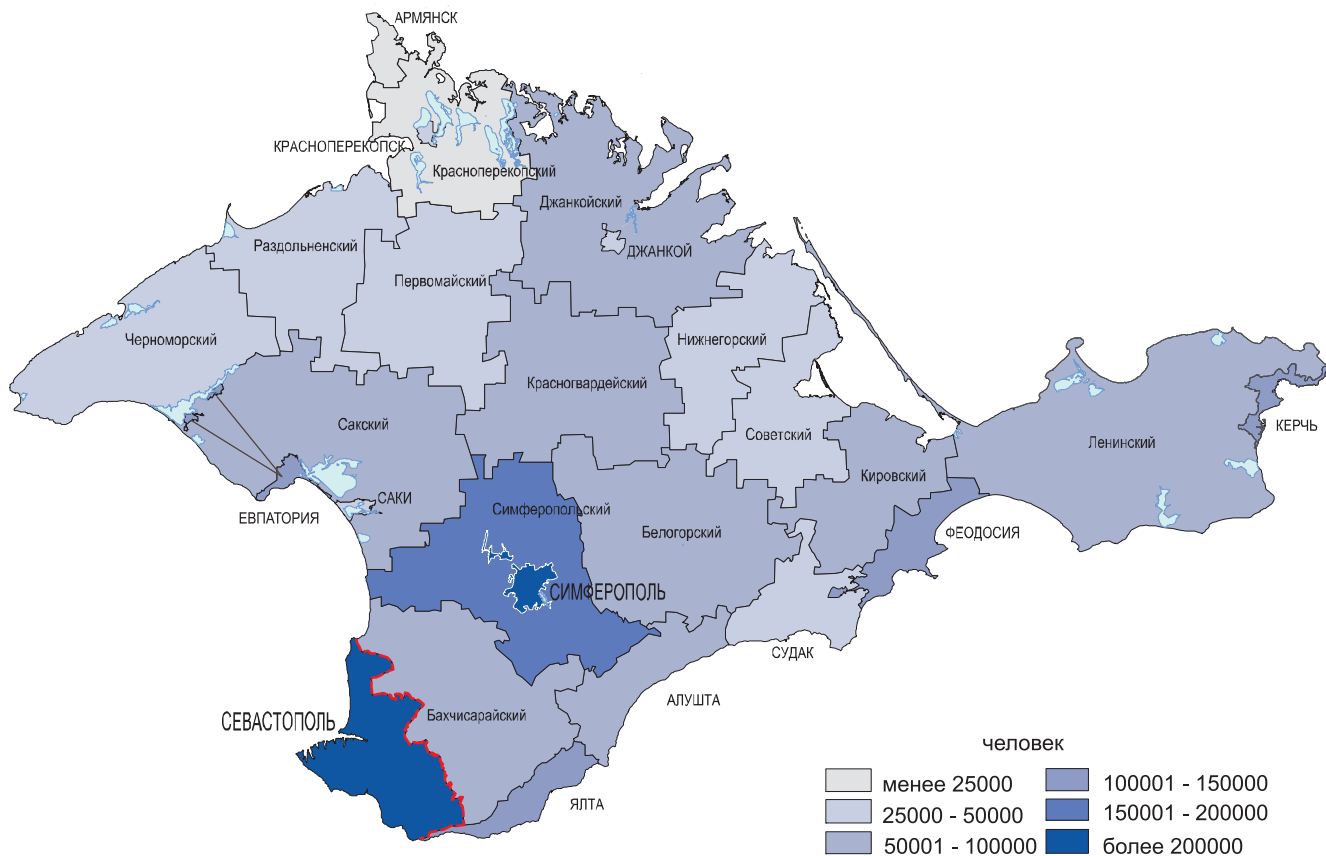 АРМЯНСК
КРАСНОПЕРЕКОПСК
Красноперекопский
Джанкойский
Раздольненский
ДЖАНКОЙ
Первомайский
Черноморский
Нижнегорский
Красногвардейский
Сакский
Советский
КЕРЧЬ
Ленинский
Кировский
САКИ
Симферопольский
ЕВПАТОРИЯ
Белогорский
ФЕОДОСИЯ
СИМФЕРОПОЛЬ
СУДАК
АЛУШТА
СЕВАСТОПОЛЬ
Бахчисарайский
ЯЛТА
человек
менее 25000
25000 - 50000
50001 - 100000
100001 - 150000
150001 - 200000
более 200000